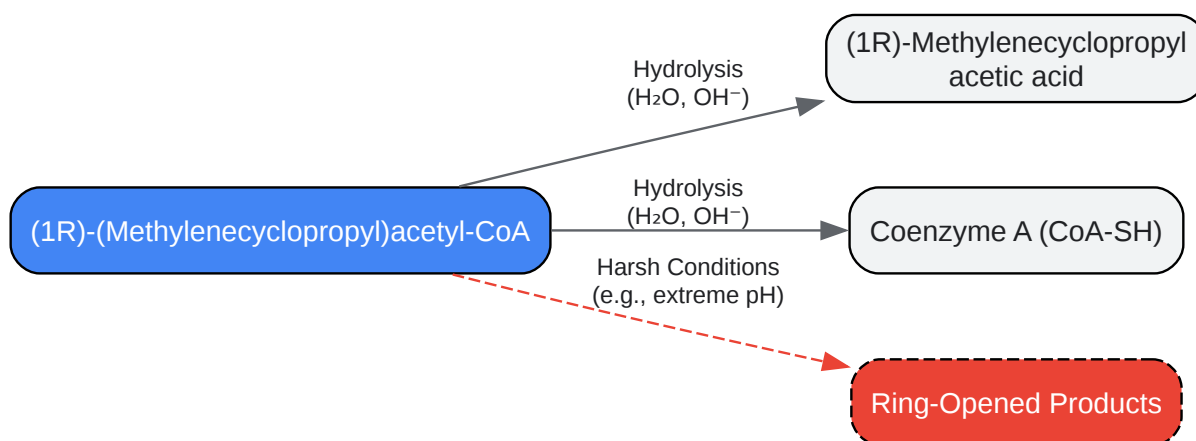 (1R)-Methylenecyclopropyl
acetic acid
Hydrolysis
(H₂O, OH⁻)
(1R)-(Methylenecyclopropyl)acetyl-CoA
Hydrolysis
(H₂O, OH⁻)
Coenzyme A (CoA-SH)
Harsh Conditions
(e.g., extreme pH)
Ring-Opened Products